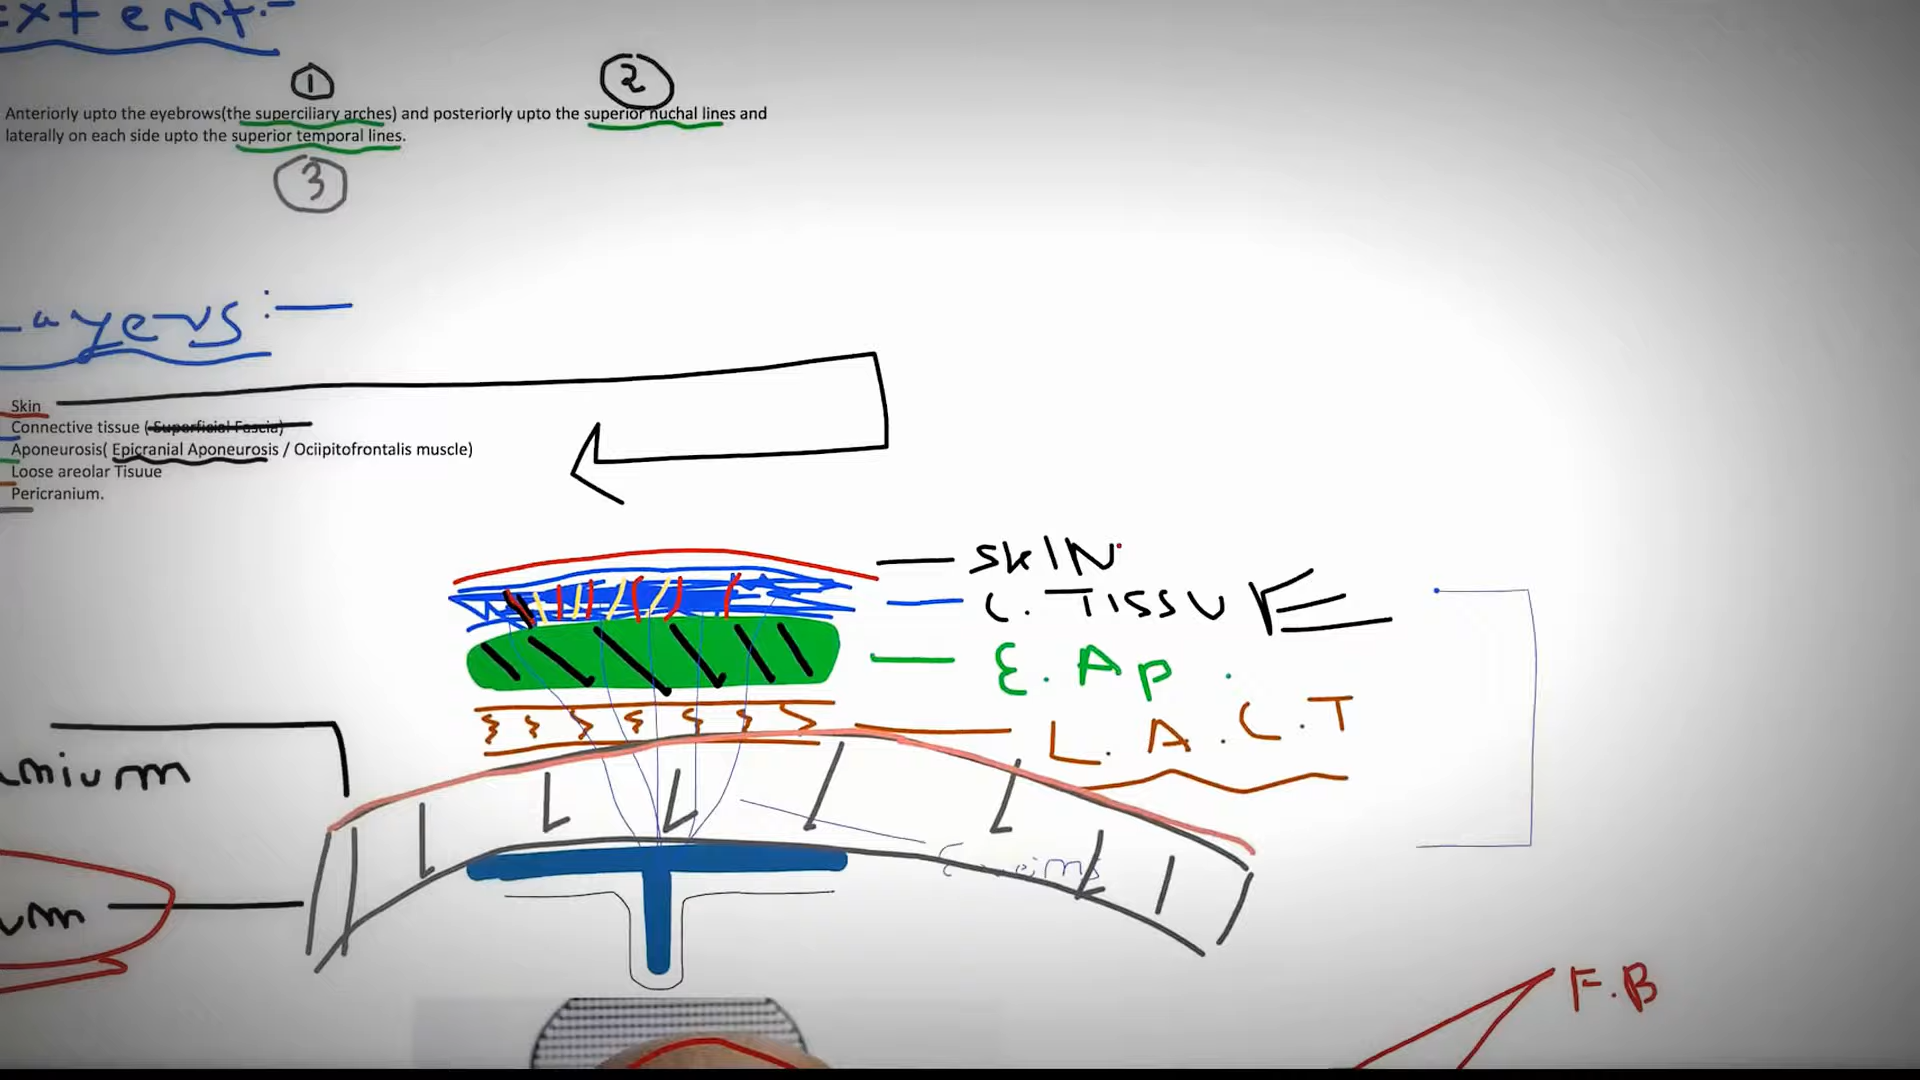 Extent:-
1
2
Anteriorly upto the eyebrows(the superciliary arches) and posteriorly upto the superior nuchal lines and
laterally on each side upto the superior temporal lines.
3
Layers:-
Skin
Connective tissue ( Superficial Fascia)
Aponeurosis( Epicranial Aponeurosis / Ociipitofrontalis muscle)
Loose areolar Tisuue
Pericranium.
SKIN
C. TISSUE
E. Ap.
L. A. C. T
F.B